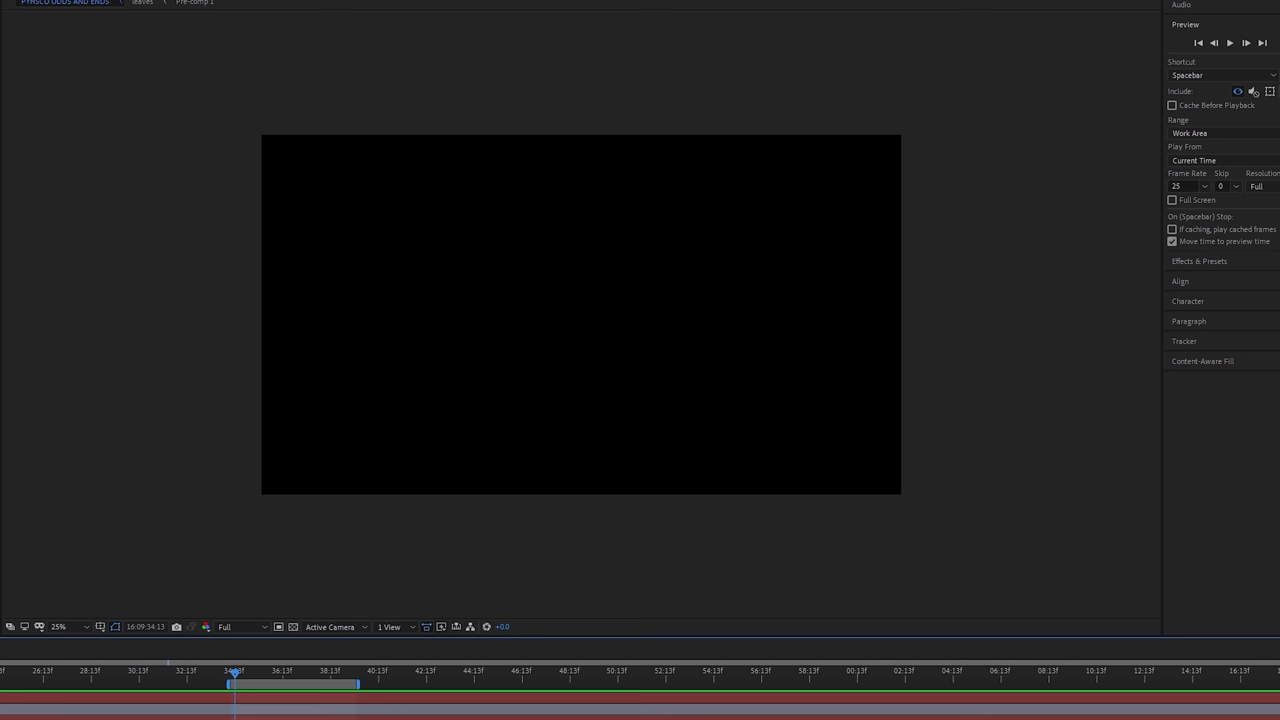 PYMSCO ODDS AND ENDS leaves Pre-comp 1
Audio
Preview
Shortcut
Spacebar
Include:
Cache Before Playback
Range
Work Area
Play From
Current Time
Frame Rate Skip Resolution
25 0 Full
Full Screen
On (Spacebar) Stop:
If caching, play cached frames
Move time to preview time
Effects & Presets
Align
Character
Paragraph
Tracker
Content-Aware Fill
25% 16:09:34:13 Full Active Camera 1 View +0.0
26:13f 28:13f 30:13f 32:13f 34:13f 36:13f 38:13f 40:13f 42:13f 44:13f 46:13f 48:13f 50:13f 52:13f 54:13f 56:13f 58:13f 00:13f 02:13f 04:13f 06:13f 08:13f 10:13f 12:13f 14:13f 16:13f